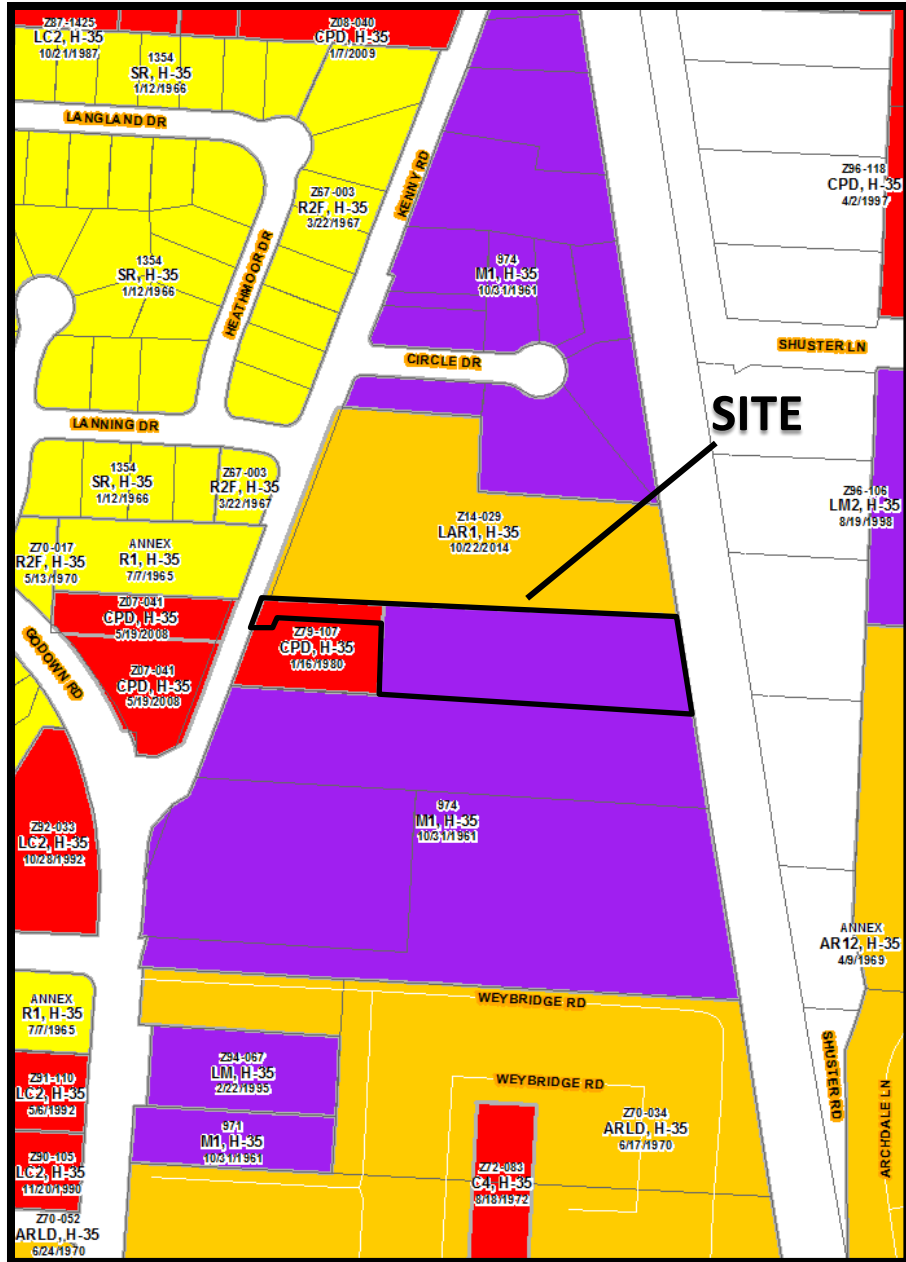 Z87-1425
LC2, H-35
10/21/1987
Z08-040
CPD, H-35
1/7/2009
1354
SR, H-35
1/12/1966
LANGLAND DR
KENNY RD
Z96-118
CPD, H-35
4/2/1997
Z67-003
R2F, H-35
3/22/1967
HEATHMOOR DR
1354
SR, H-35
1/12/1966
974
M1, H-35
10/31/1961
SHUSTER LN
CIRCLE DR
SITE
LANNING DR
1354
SR, H-35
1/12/1966
Z67-003
R2F, H-35
3/22/1967
Z96-106
LM2, H-35
8/19/1998
Z14-029
LAR1, H-35
10/22/2014
Z70-017
R2F, H-35
5/13/1970
ANNEX
R1, H-35
7/7/1965
Z07-041
CPD, H-35
5/19/2008
Z79-107
CPD, H-35
1/16/1980
GODOWN RD
Z07-041
CPD, H-35
5/19/2008
974
M1, H-35
10/31/1961
Z92-033
LC2, H-35
10/28/1992
ANNEX
AR12, H-35
4/9/1969
WEYBRIDGE RD
ANNEX
R1, H-35
7/7/1965
SHUSTER RD
Z94-067
LM, H-35
2/22/1995
WEYBRIDGE RD
Z91-110
LC2, H-35
5/6/1992
Z70-034
ARLD, H-35
6/17/1970
ARCHDALE LN
971
M1, H-35
10/31/1961
Z90-105
LC2, H-35
11/20/1990
Z72-083
C4, H-35
8/18/1972
Z70-052
ARLD, H-35
6/24/1970